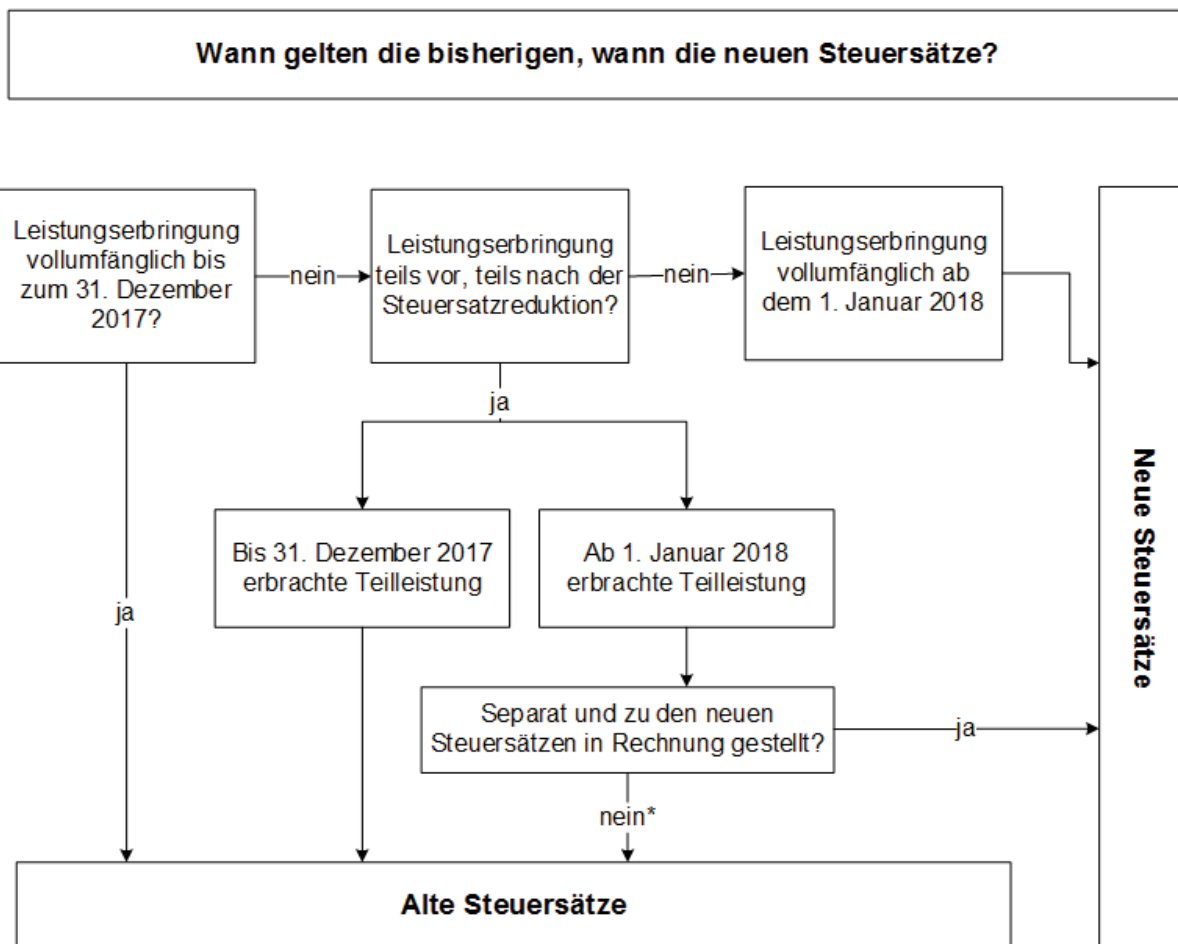 Wann gelten die bisherigen, wann die neuen Steuersätze?
Leistungserbringung
vollumfänglich bis
zum 31. Dezember
2017?
nein
Leistungserbringung
teils vor, teils nach der
Steuersatzreduktion?
nein
Leistungserbringung
vollumfänglich ab
dem 1. Januar 2018
ja
Bis 31. Dezember 2017
erbrachte Teilleistung
Ab 1. Januar 2018
erbrachte Teilleistung
ja
Separat und zu den neuen
Steuersätzen in Rechnung gestellt?
ja
nein*
Neue Steuersätze
Alte Steuersätze